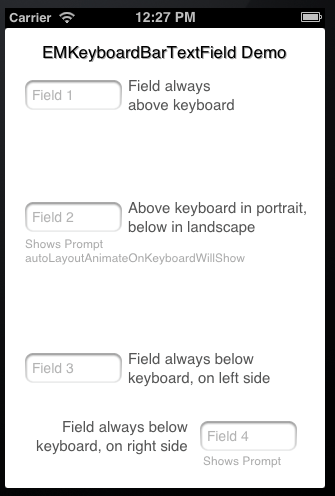 Carrier 12:27 PM
EMKeyboardBarTextField Demo
Field 1
Field always
above keyboard
Field 2
Above keyboard in portrait,
below in landscape
Shows Prompt
autoLayoutAnimateOnKeyboardWillShow
Field 3
Field always below
keyboard, on left side
Field always below
keyboard, on right side
Field 4
Shows Prompt